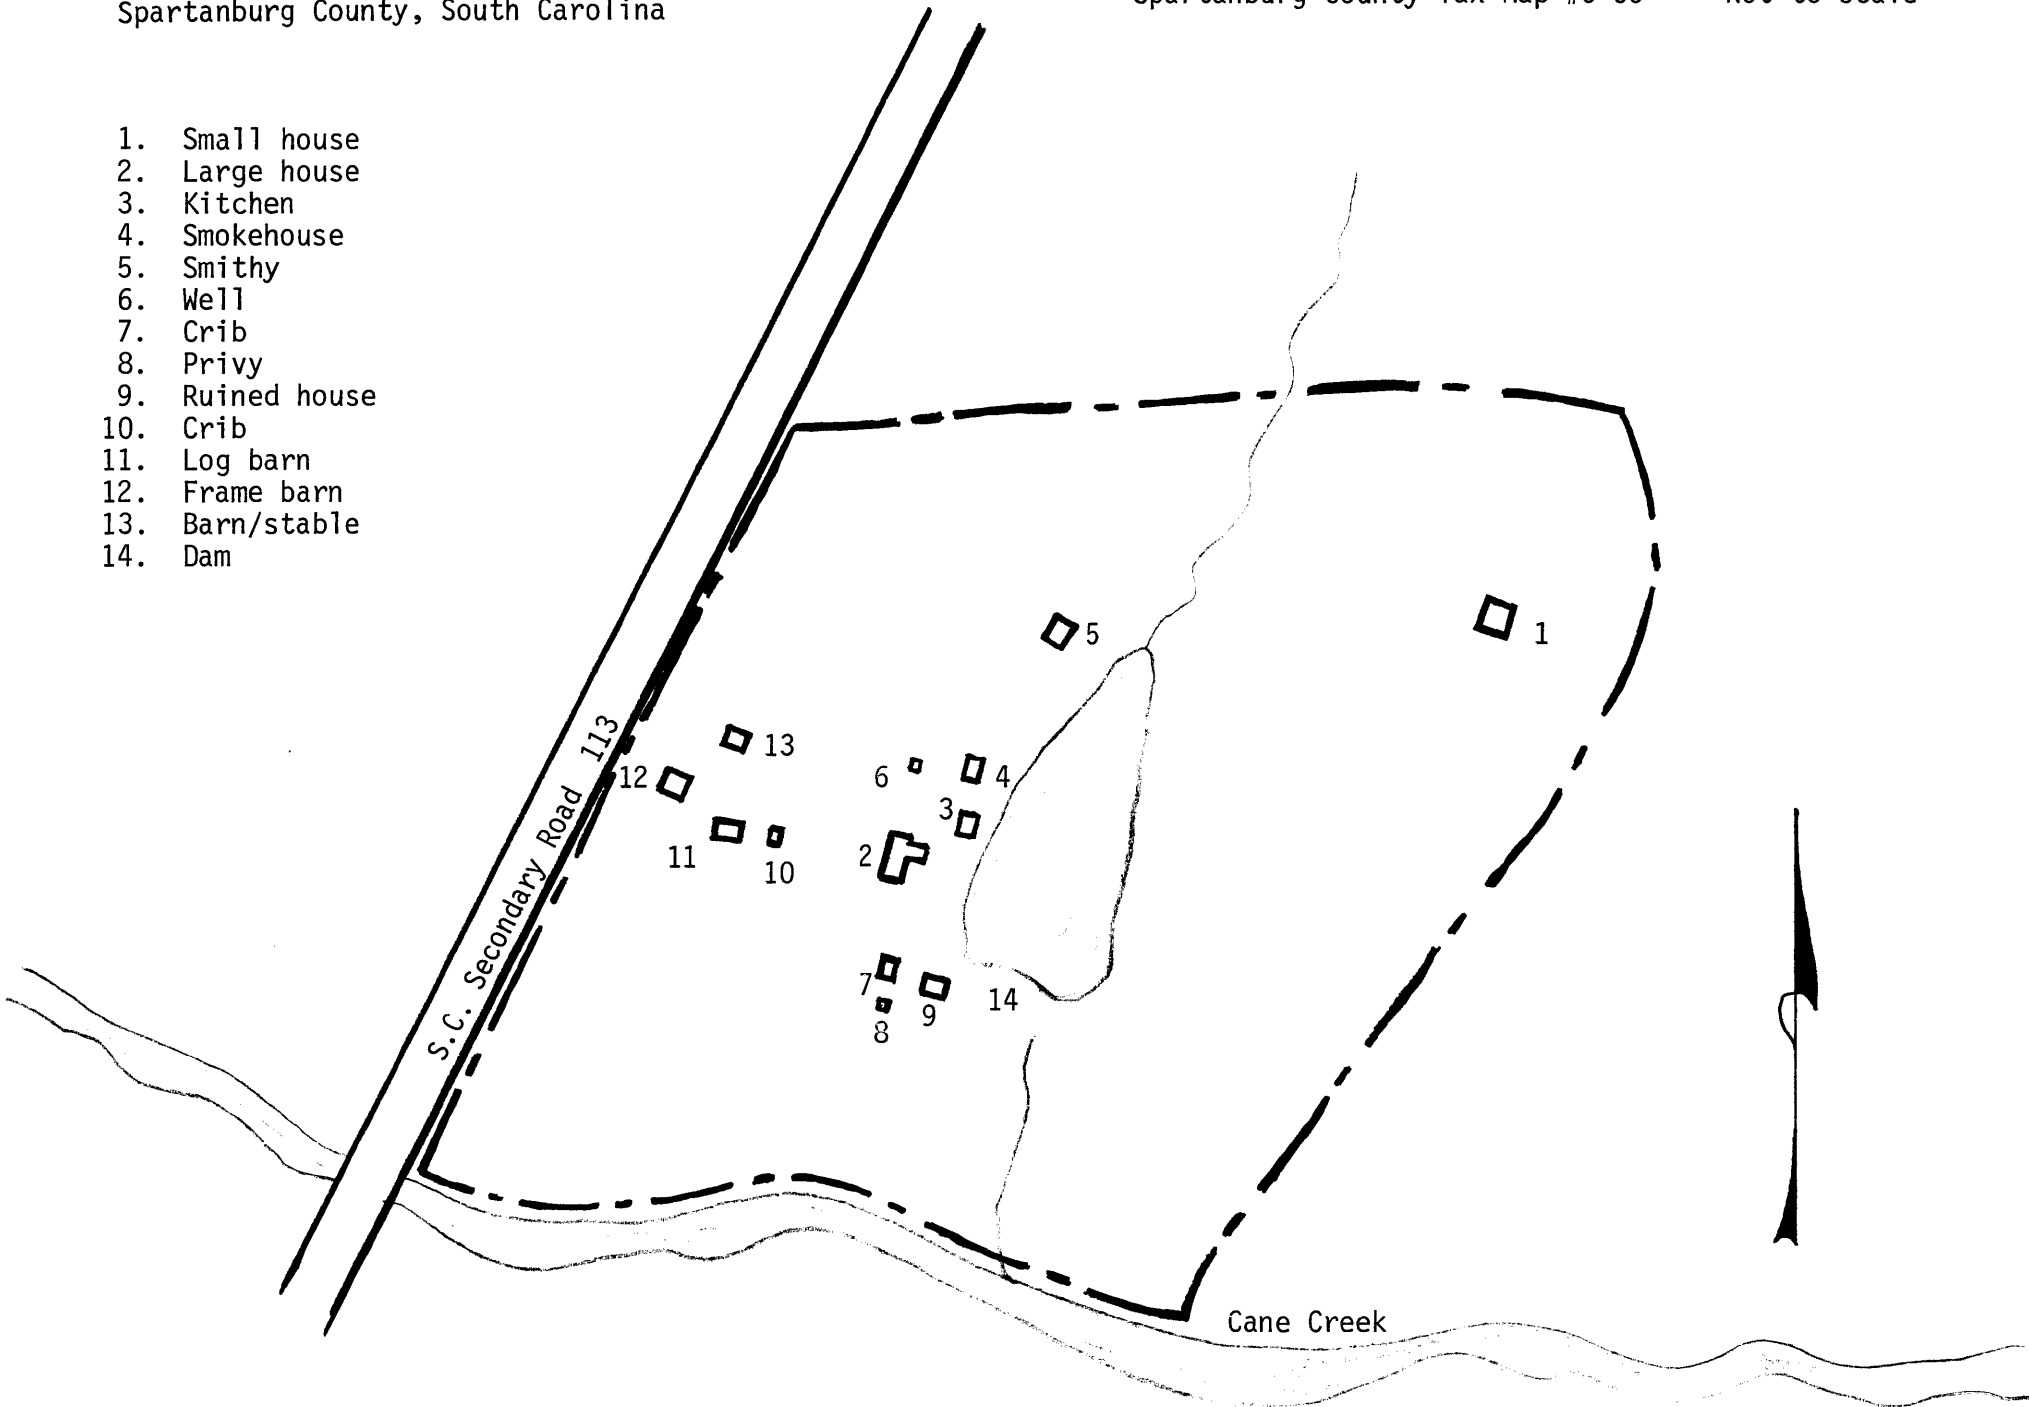 Spartanburg County, South Carolina
Not to scale
1. Small house
2. Large house
3. Kitchen
4. Smokehouse
5. Smithy
6. Well
7. Crib
8. Privy
9. Ruined house
10. Crib
11. Log barn
12. Frame barn
13. Barn/stable
14. Dam
5
1
S.C. Secondary Road 113
13
12
6
4
3
11
10
2
7
8
9
14
Cane Creek